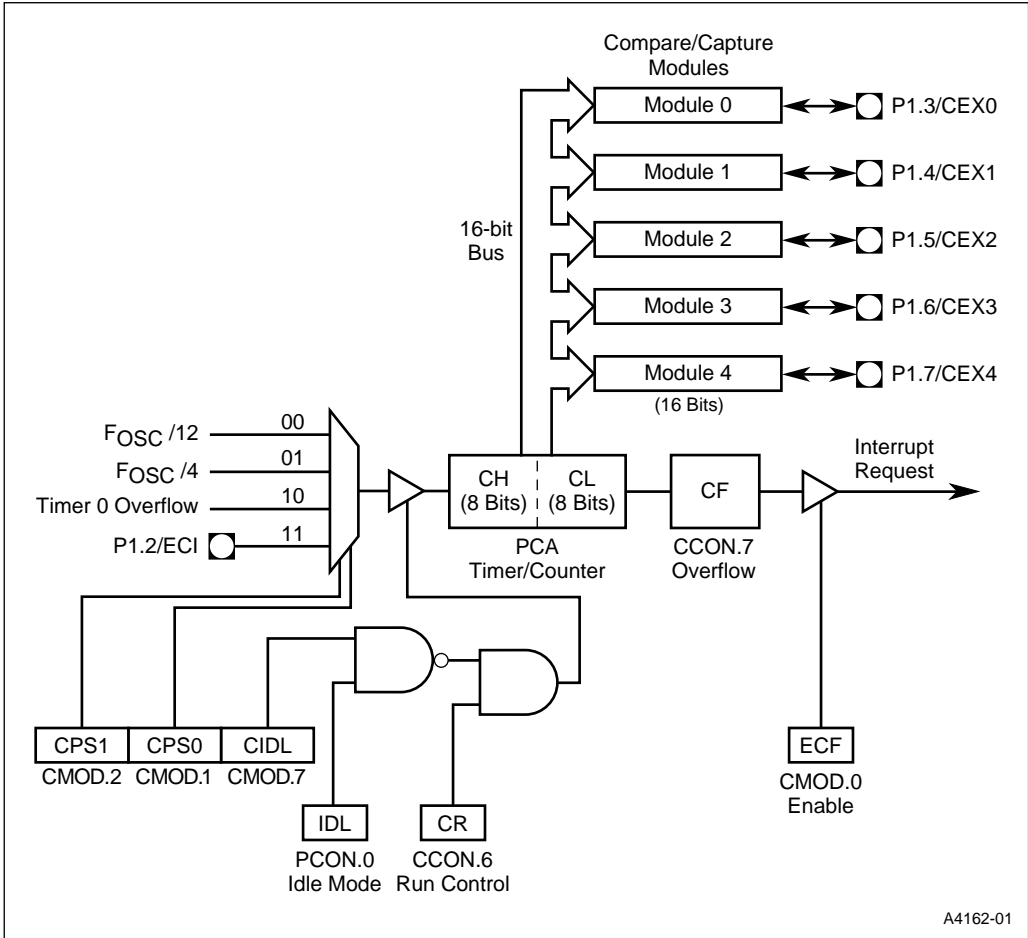 Compare/Capture
Modules
Module 0
P1.3/CEX0
Module 1
P1.4/CEX1
16-bit
Bus
Module 2
P1.5/CEX2
Module 3
P1.6/CEX3
Module 4
P1.7/CEX4
(16 Bits)
FOSC /12
00
FOSC /4
01
Timer 0 Overflow
10
P1.2/ECI
11
CH
(8 Bits)
CL
(8 Bits)
PCA
Timer/Counter
CF
CCON.7
Overflow
Interrupt
Request
CPS1
CPS0
CIDL
CMOD.2
CMOD.1
CMOD.7
IDL
PCON.0
Idle Mode
CR
CCON.6
Run Control
ECF
CMOD.0
Enable
A4162-01